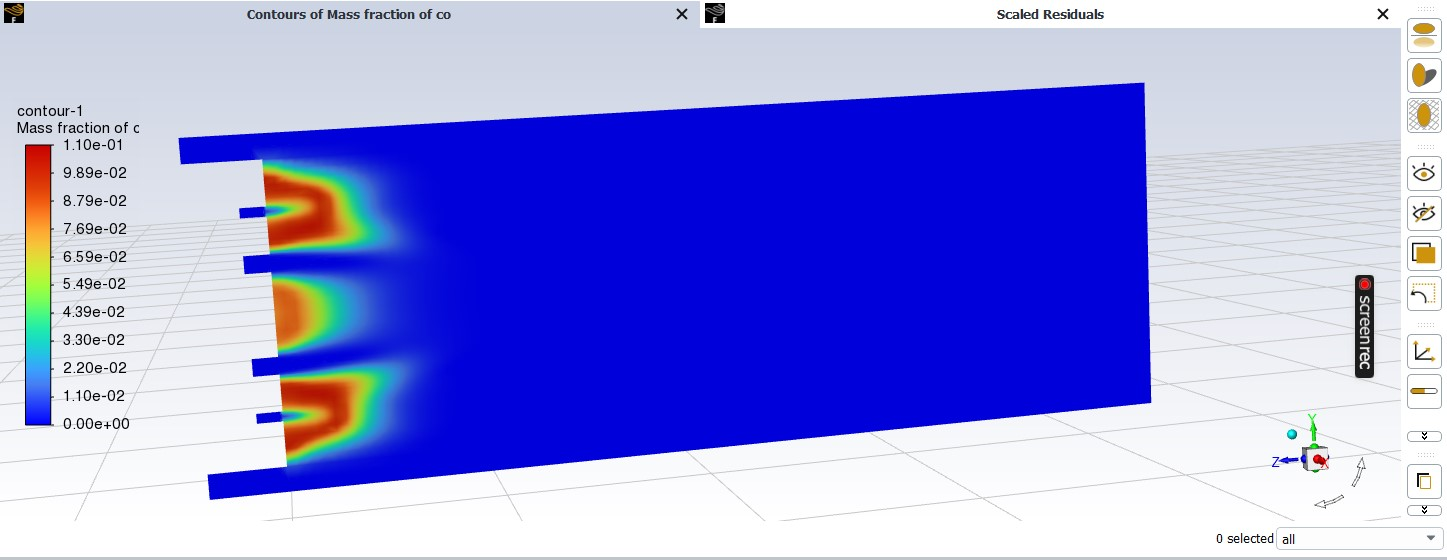 Contours of Mass fraction of co
Scaled Residuals
contour-1
Mass fraction of c
1.10e-01
9.89e-02
8.79e-02
7.69e-02
6.59e-02
5.49e-02
4.39e-02
3.30e-02
2.20e-02
1.10e-02
0.00e+00
screenrec
Y
Z
X
0 selected
all